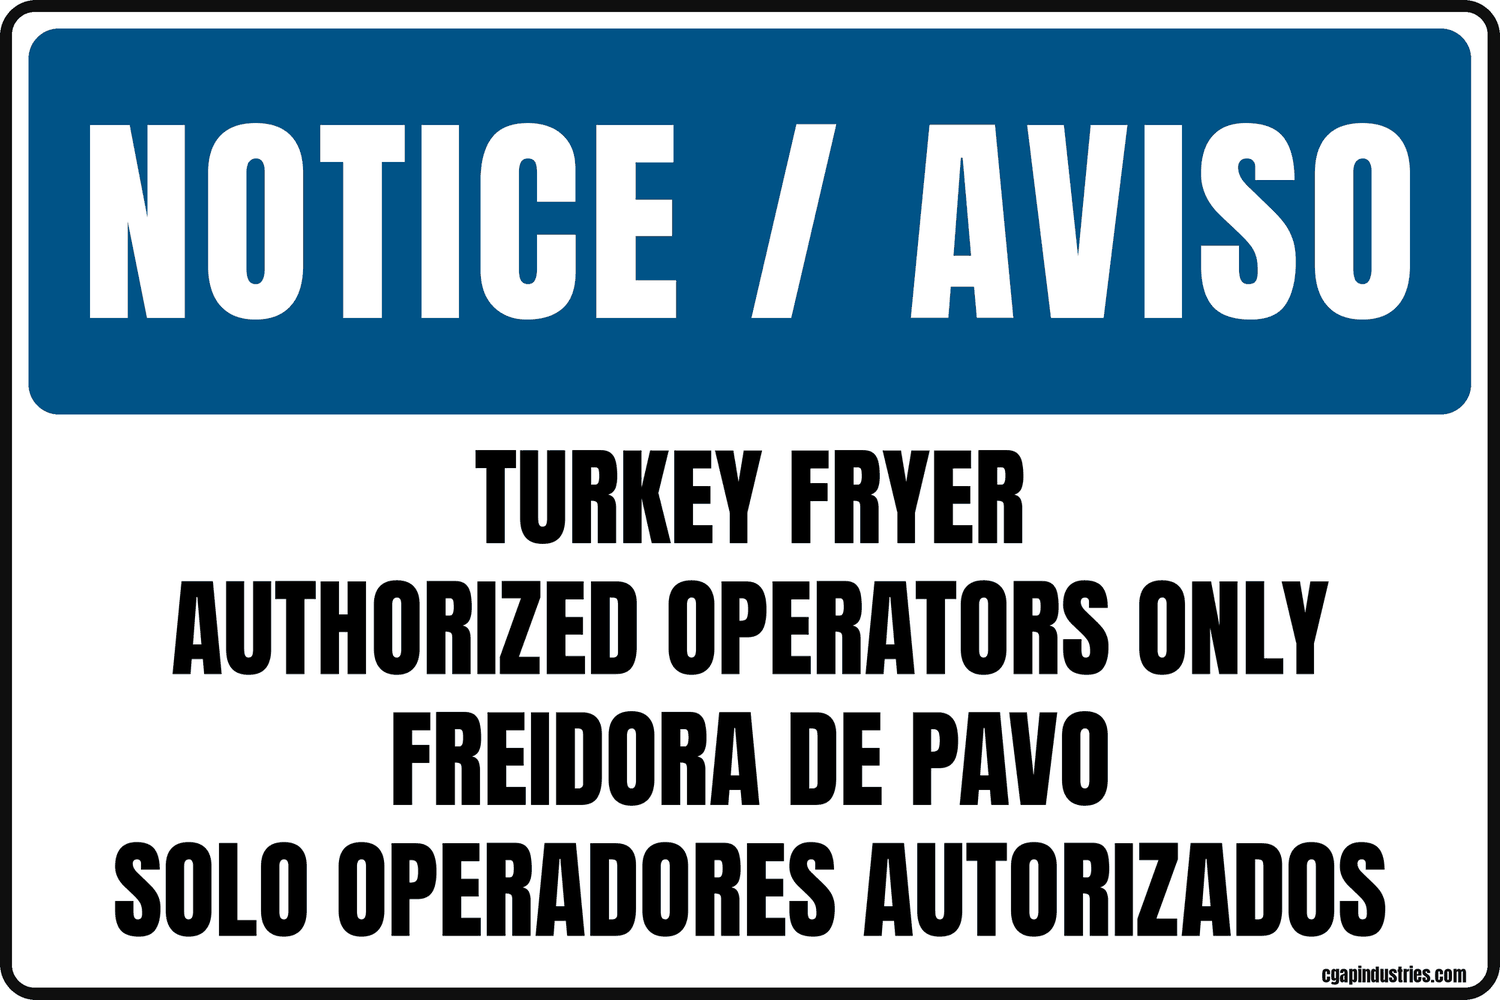 NOTICE / AVISO
TURKEY FRYER
AUTHORIZED OPERATORS ONLY
FREIDORA DE PAVO
SOLO OPERADORES AUTORIZADOS
cgapindustries.com